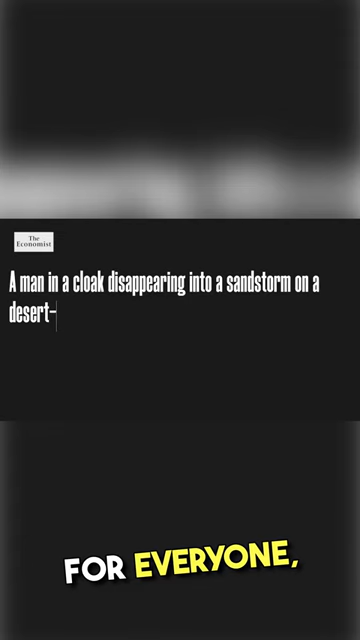 The
Economist
A man in a cloak disappearing into a sandstorm on a
desert-
FOR EVERYONE,